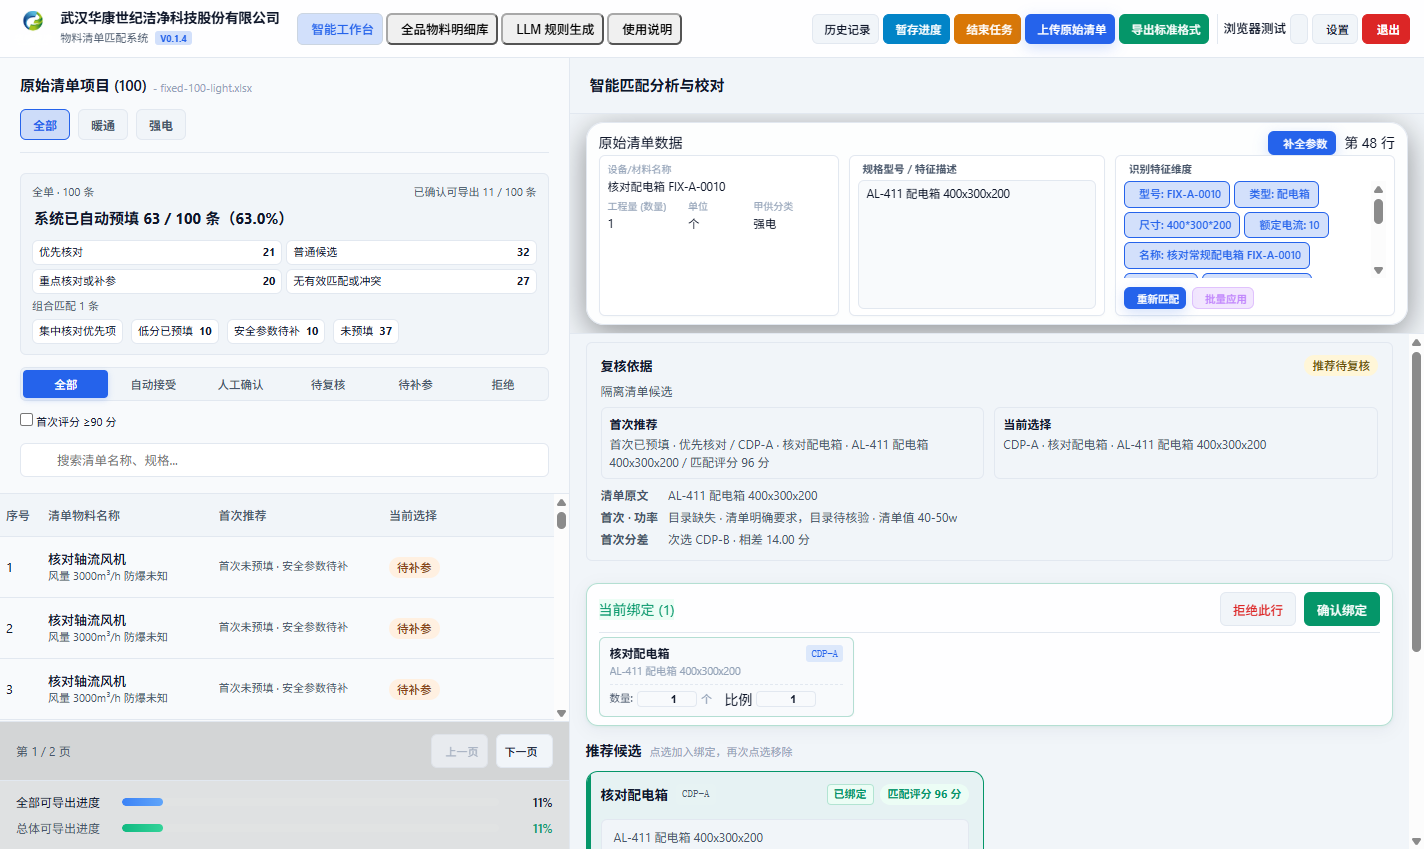 武汉华康世纪洁净科技股份有限公司
物料清单匹配系统 V0.1.4
智能工作台 全品物料明细库 LLM 规则生成 使用说明
历史记录 暂存进度 结束任务 上传原始清单 导出标准格式 浏览器测试 设置 退出
原始清单项目 (100) - fixed-100-light.xlsx
全部 暖通 强电
全单 · 100 条 已确认可导出 11 / 100 条
系统已自动预填 63 / 100 条（63.0%）
优先核对 21 普通候选 32
重点核对或补参 20 无有效匹配或冲突 27
组合匹配 1 条
集中核对优先项 低分已预填 10 安全参数待补 10 未预填 37
全部 自动接受 人工确认 待复核 待补参 拒绝
首次评分 ≥90 分
搜索清单名称、规格...
序号 清单物料名称 首次推荐 当前选择
1 核对轴流风机 首次未预填 · 安全参数待补 待补参
风量 3000m³/h 防爆未知
2 核对轴流风机 首次未预填 · 安全参数待补 待补参
风量 3000m³/h 防爆未知
3 核对轴流风机 首次未预填 · 安全参数待补 待补参
风量 3000m³/h 防爆未知
第 1 / 2 页 上一页 下一页
全部可导出进度 11%
总体可导出进度 11%
智能匹配分析与校对
原始清单数据 补全参数 第 48 行
设备/材料名称
核对配电箱 FIX-A-0010
工程量 (数量) 单位 甲供分类
1 个 强电
规格型号 / 特征描述
AL-411 配电箱 400x300x200
识别特征维度
型号: FIX-A-0010 类型: 配电箱
尺寸: 400*300*200 额定电流: 10
名称: 核对常规配电箱 FIX-A-0010
重新匹配 批量应用
复核依据 推荐待复核
隔离清单候选
首次推荐
首次已预填 · 优先核对 / CDP-A · 核对配电箱 · AL-411 配电箱
400x300x200 / 匹配评分 96 分
当前选择
CDP-A · 核对配电箱 · AL-411 配电箱 400x300x200
清单原文 AL-411 配电箱 400x300x200
首次 · 功率 目录缺失 · 清单明确要求，目录待核验 · 清单值 40-50w
首次分差 次选 CDP-B · 相差 14.00 分
当前绑定 (1) 拒绝此行 确认绑定
核对配电箱 CDP-A
AL-411 配电箱 400x300x200
数量: 1 个 比例 1
推荐候选 点选加入绑定，再次点选移除
核对配电箱 CDP-A 已绑定 匹配评分 96 分
AL-411 配电箱 400x300x200